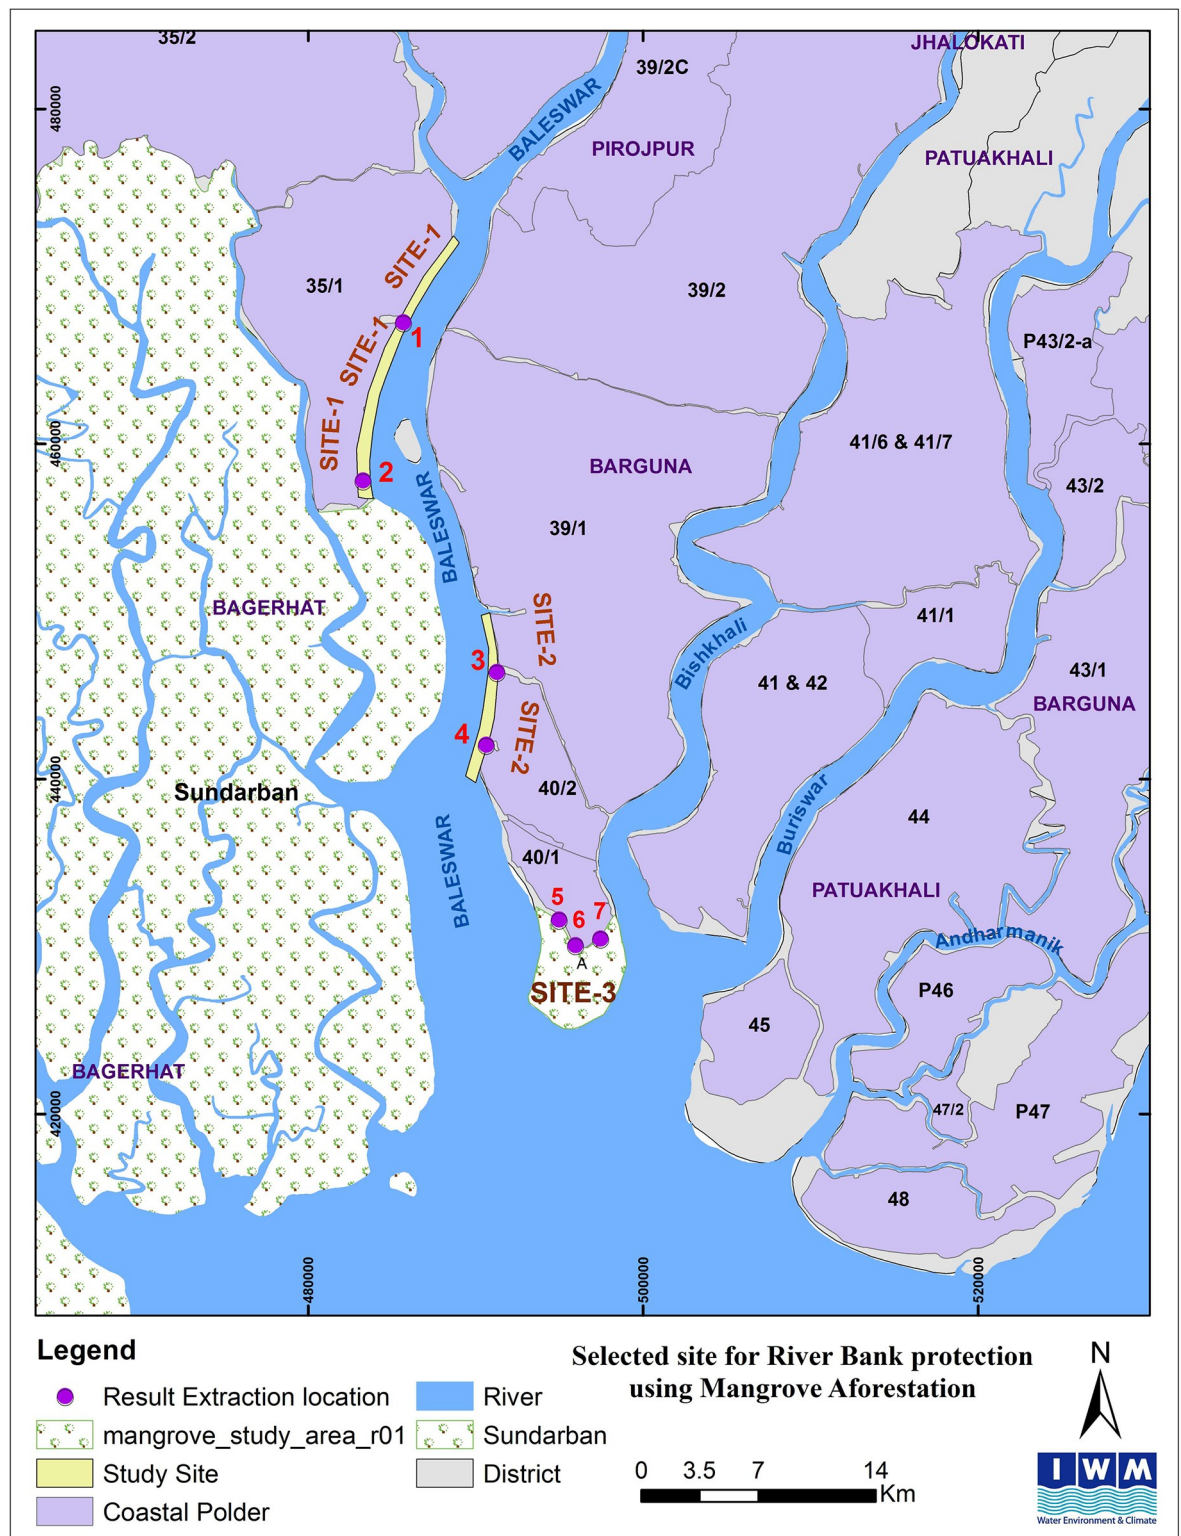 35/2
JHALOKATI
39/2C
BALESWAR
480000
PIROJPUR
PATUAKHALI
SITE-1
35/1
39/2
1
P43/2-a
SITE-1
SITE-1
460000
41/6 & 41/7
BARGUNA
2
43/2
BALESWAR
39/1
BAGERHAT
SITE-2
41/1
Bishkhali
3
43/1
41 & 42
BARGUNA
4
SITE-2
440000
Sundarban
40/2
Buriswar
44
BALESWAR
40/1
PATUAKHALI
5
6
7
Andharmanik
A
SITE-3
P46
45
BAGERHAT
420000
47/2
P47
48
480000
500000
520000
Legend
Result Extraction location
mangrove_study_area_r01
Study Site
Coastal Polder
River
Sundarban
District
Selected site for River Bank protection
using Mangrove Aforestation
0 3.5 7 14
Km
N
IWM
Water Environment & Climate